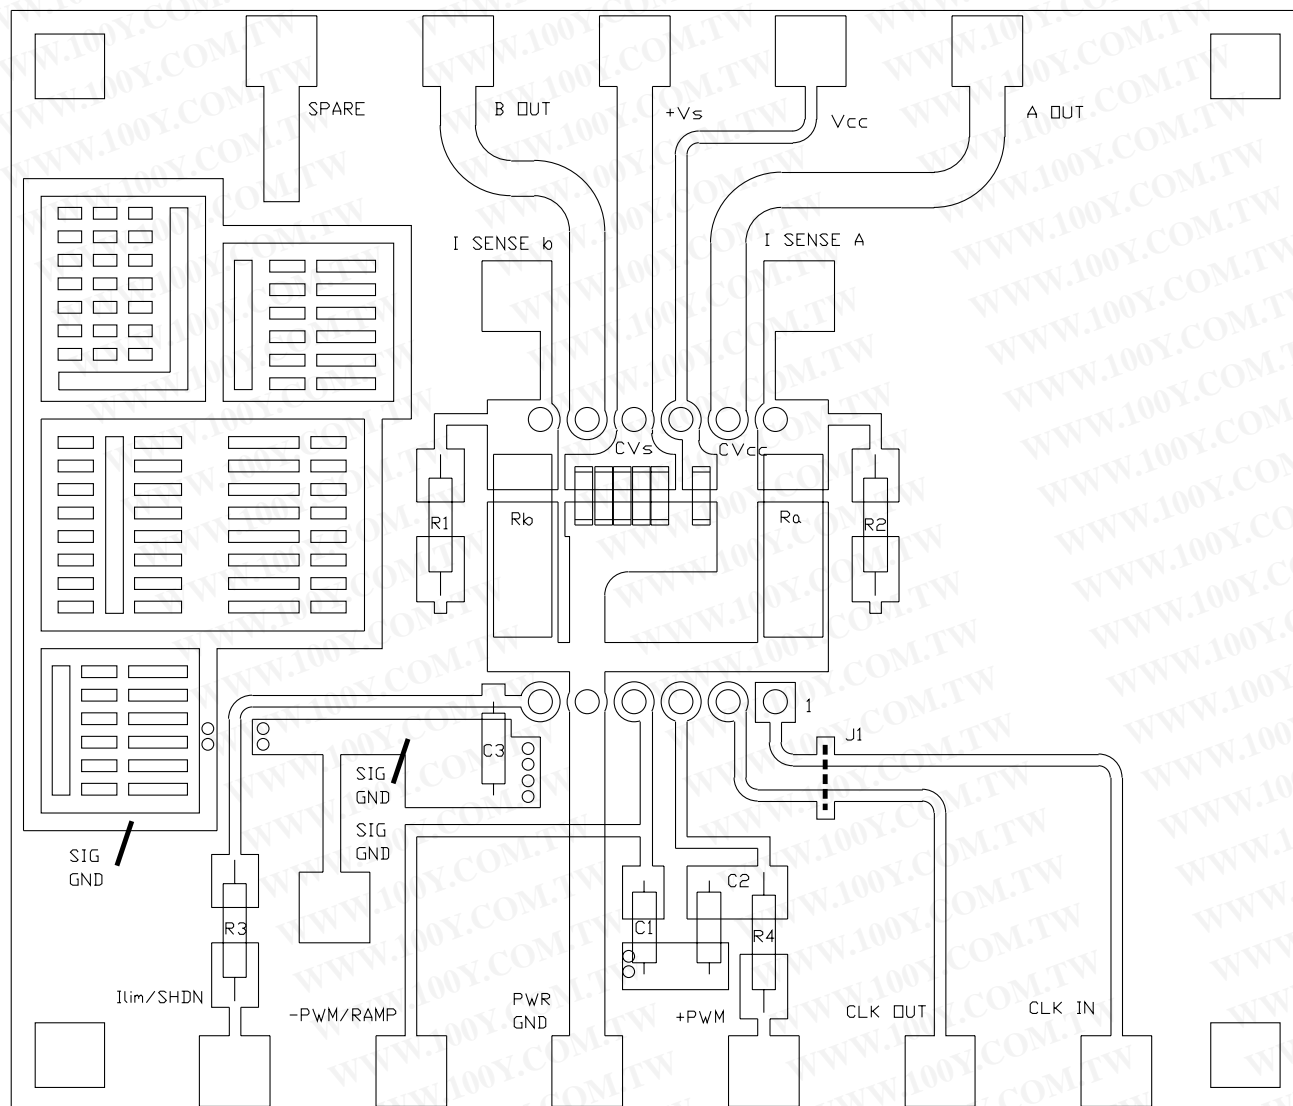 SPARE
B OUT
+Vs
Vcc
A OUT
I SENSE b
I SENSE A
CVs
CVcc
R1
Rb
Ra
R2
1
J1
C3
SIG
GND
SIG
GND
SIG
GND
C2
R3
C1
R4
Ilim/SHDN
-PWM/RAMP
PWR
GND
+PWM
CLK OUT
CLK IN
WWW.100Y.COM.TW